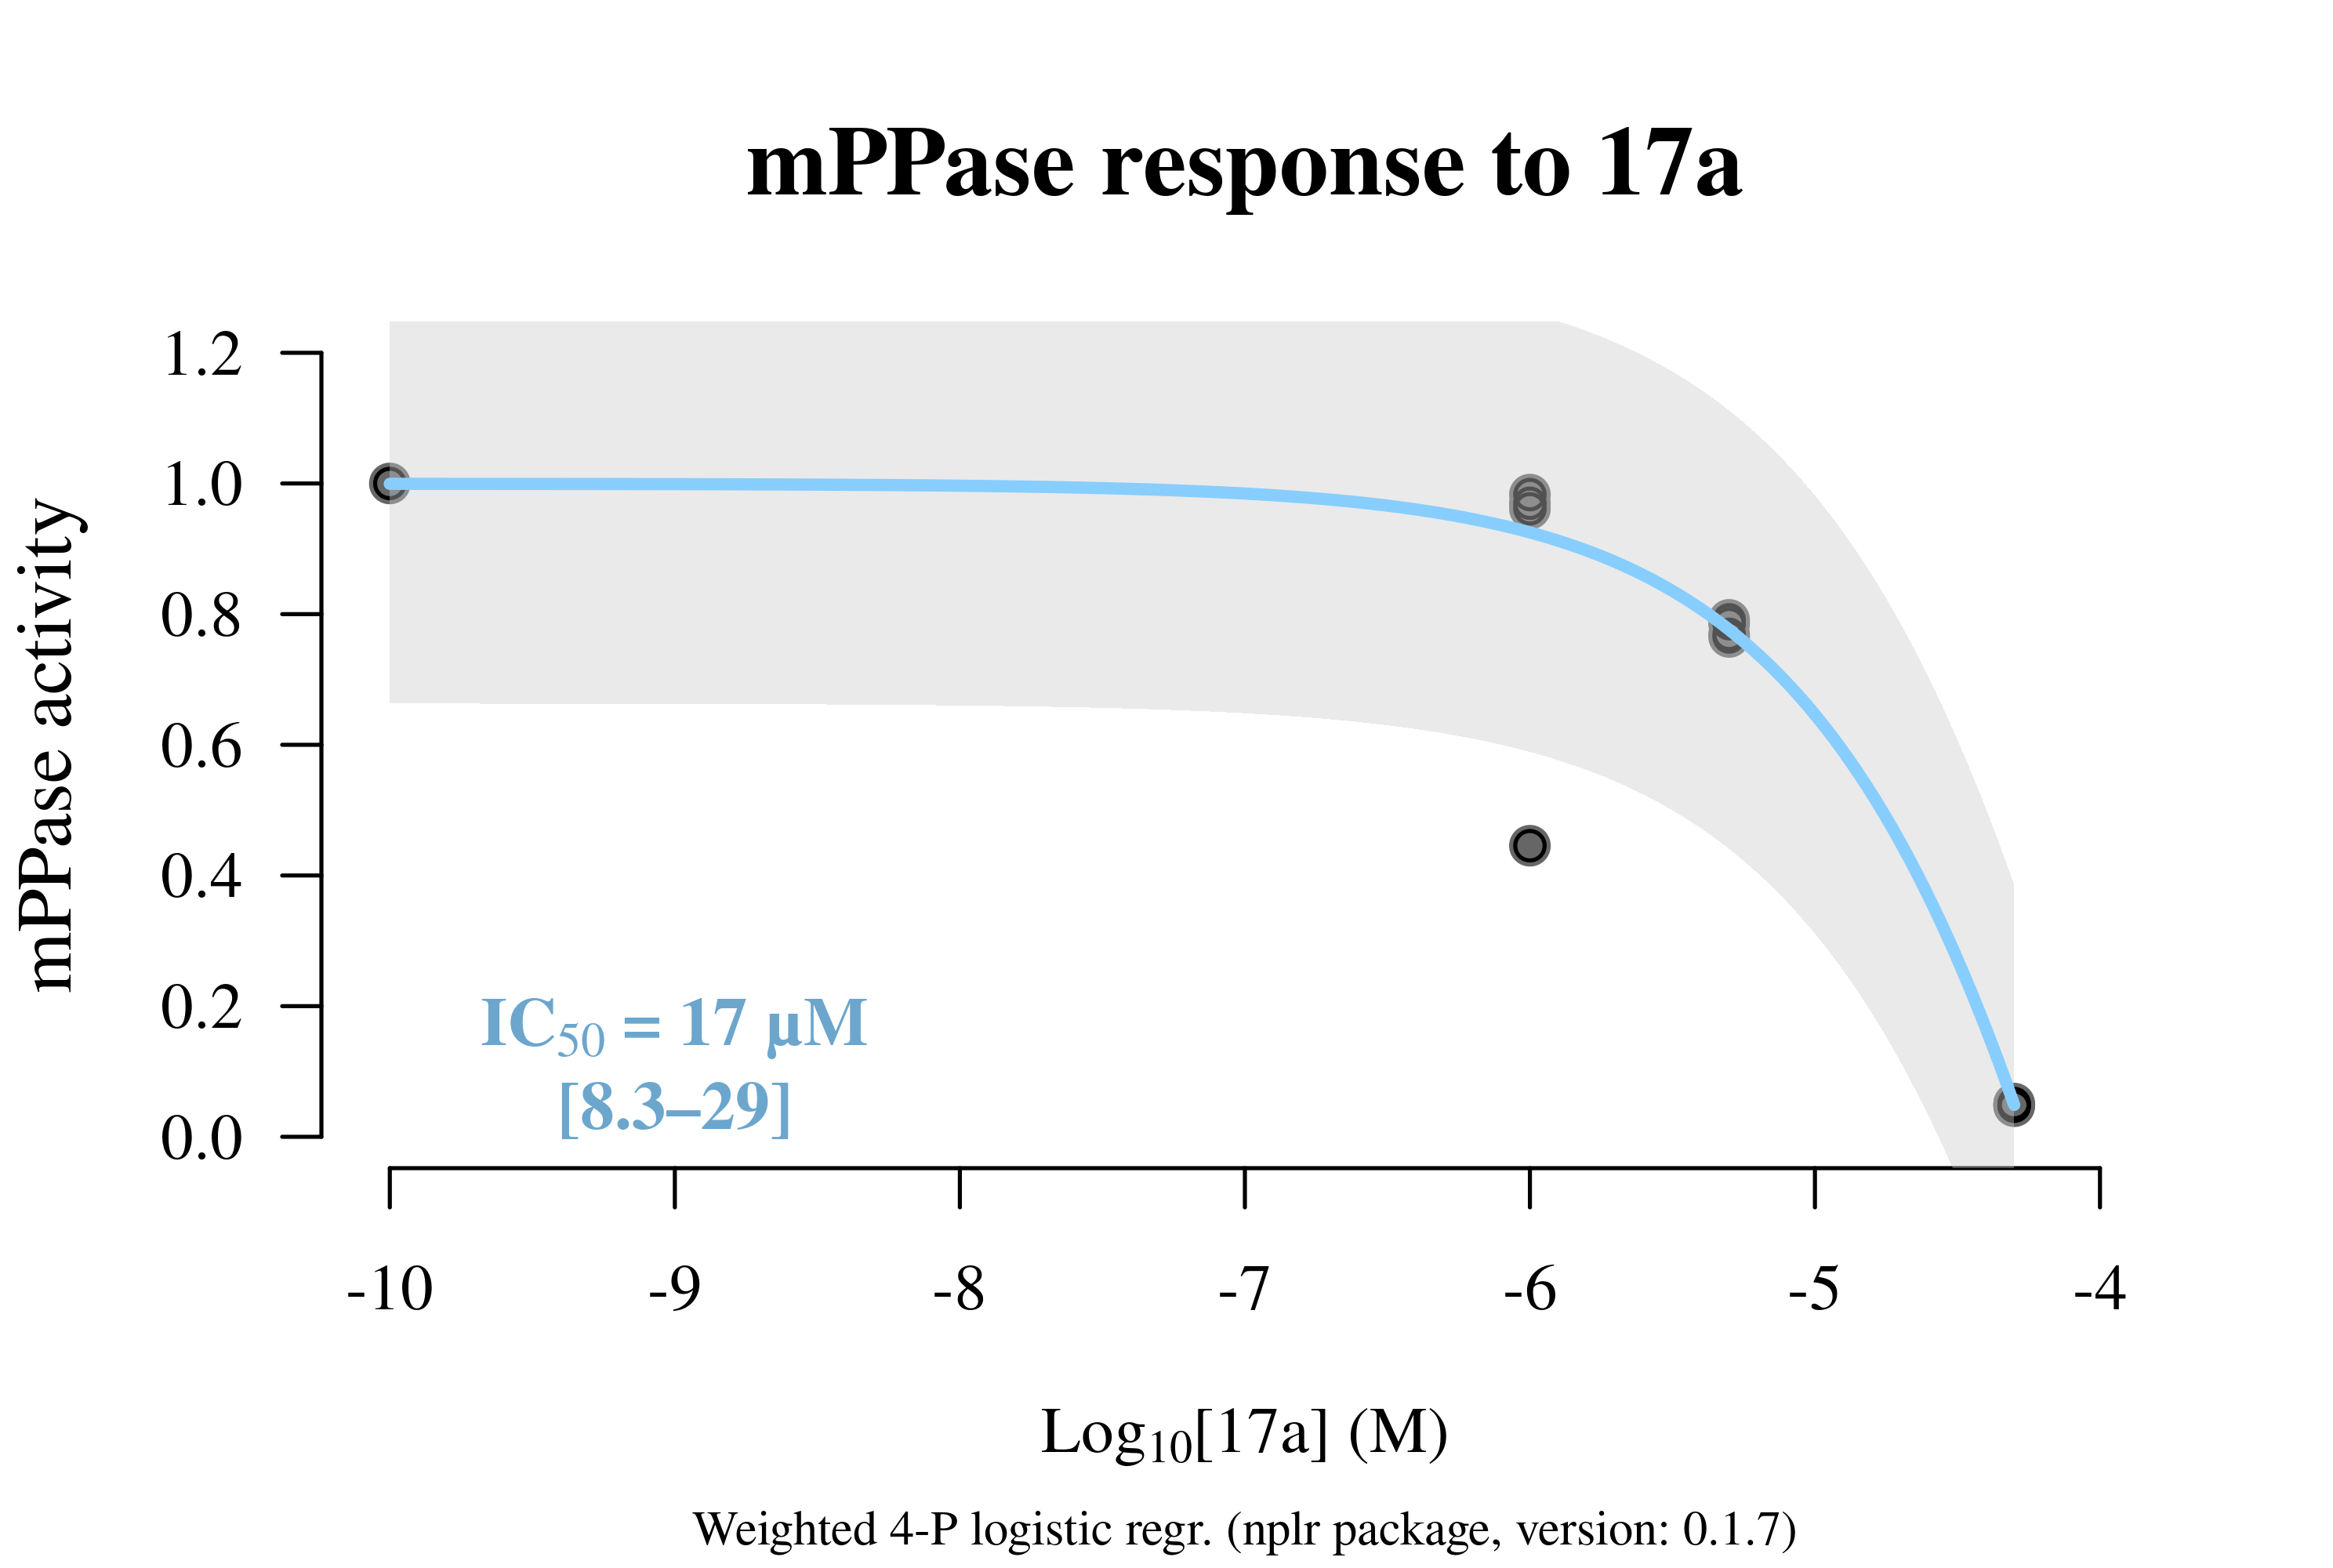 mPPase response to 17a
mPPase activity
1.2
1.0
0.8
0.6
0.4
0.2
0.0
IC50 = 17 μM
[8.3–29]
-10 -9 -8 -7 -6 -5 -4
Log10[17a] (M)
Weighted 4-P logistic regr. (nplr package, version: 0.1.7)